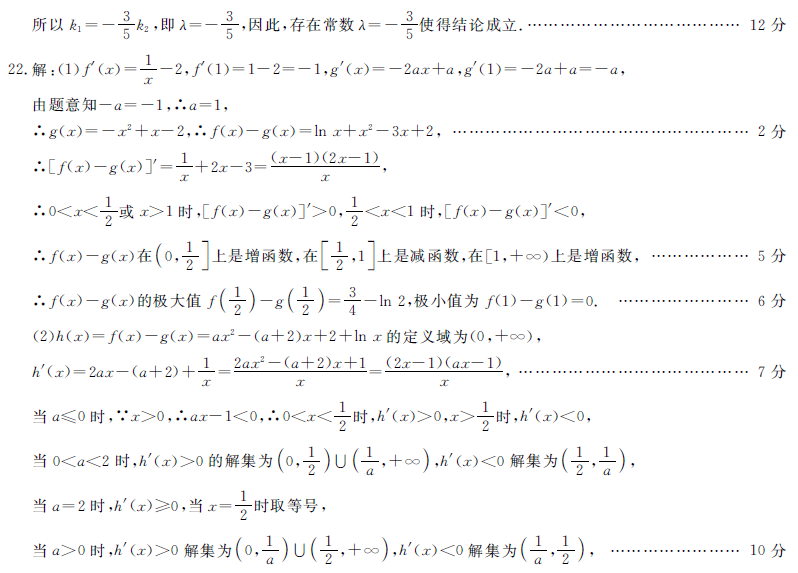 所以 k₁=-3/5 k₂,即 λ=-3/5,因此,存在常数 λ=-3/5 使得结论成立. …………………………… 12 分
22.解:(1)f′(x)=1/x-2,f′(1)=1-2=-1,g′(x)=-2ax+a,g′(1)=-2a+a=-a,
由题意知-a=-1,∴a=1,
∴g(x)=-x²+x-2,∴f(x)-g(x)=ln x+x²-3x+2, …………………………… 2 分
∴[f(x)-g(x)]′=1/x+2x-3=(x-1)(2x-1)/x,
∴0<x<1/2或 x>1 时,[f(x)-g(x)]′>0,1/2<x<1 时,[f(x)-g(x)]′<0,
∴f(x)-g(x)在(0,1/2]上是增函数,在[1/2,1]上是减函数,在[1,+∞)上是增函数, ………………… 5 分
∴f(x)-g(x)的极大值 f(1/2)-g(1/2)=3/4-ln 2,极小值为 f(1)-g(1)=0. ………………… 6 分
(2)h(x)=f(x)-g(x)=ax²-(a+2)x+2+ln x 的定义域为(0,+∞),
h′(x)=2ax-(a+2)+1/x=(2ax²-(a+2)x+1)/x=(2x-1)(ax-1)/x, …………………………… 7 分
当 a≤0 时,∵x>0,∴ax-1<0,∴0<x<1/2时,h′(x)>0,x>1/2时,h′(x)<0,
当 0<a<2 时,h′(x)>0 的解集为(0,1/2)∪(1/a,+∞),h′(x)<0 解集为(1/2,1/a),
当 a=2 时,h′(x)≥0,当 x=1/2时取等号,
当 a>0 时,h′(x)>0 解集为(0,1/a)∪(1/2,+∞),h′(x)<0 解集为(1/a,1/2), ………………… 10 分